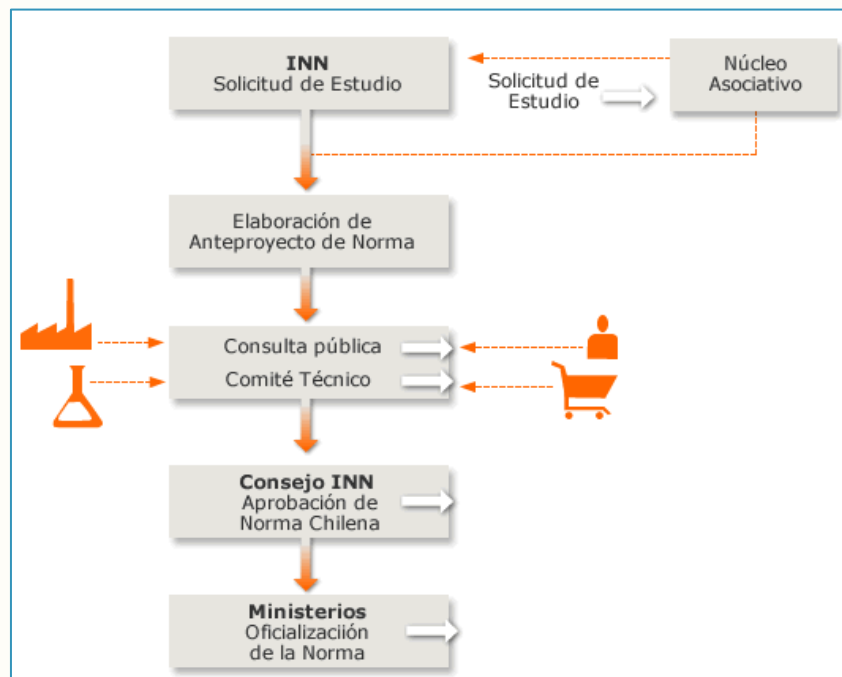 INN
Solicitud de Estudio
Solicitud de
Estudio
Núcleo
Asociativo
Elaboración de
Anteproyecto de Norma
Consulta pública
Comité Técnico
Consejo INN
Aprobación de
Norma Chilena
Ministerios
Oficializaciión
de la Norma